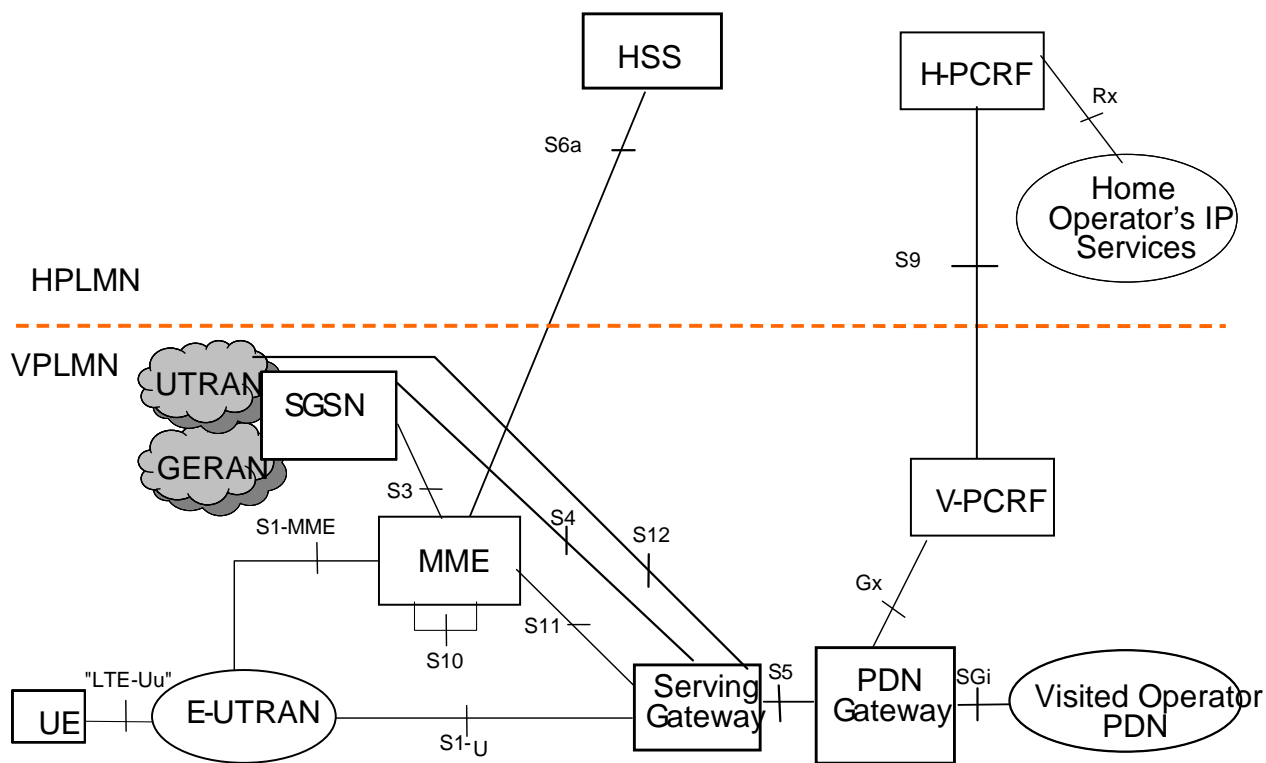 HSS
H-PCRF
Rx
S6a
Home
Operator's IP
Services
S9
HPLMN
VPLMN
UTRAN
SGSN
GERAN
S3
S4
S12
V-PCRF
S1-MME
MME
Gx
S11
S10
"LTE-Uu"
UE
E-UTRAN
S1-U
Serving
Gateway
S5
PDN
Gateway
SGi
Visited Operator
PDN